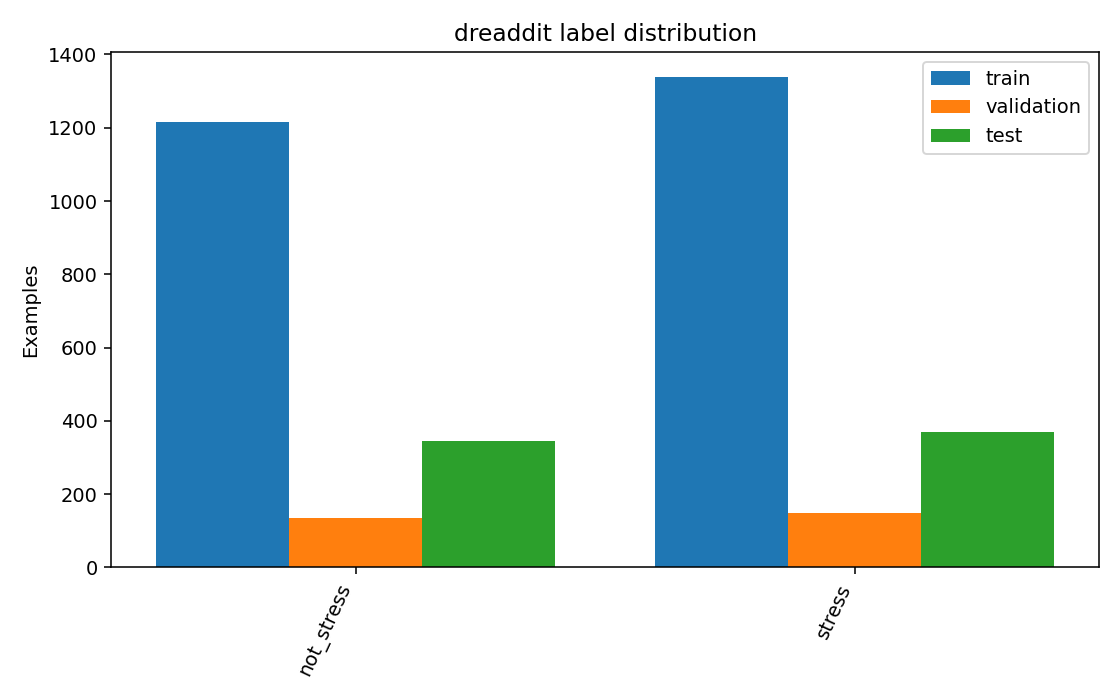 dreaddit label distribution
1400
1200
1000
800
600
400
200
0
Examples
train
validation
test
not_stress
stress